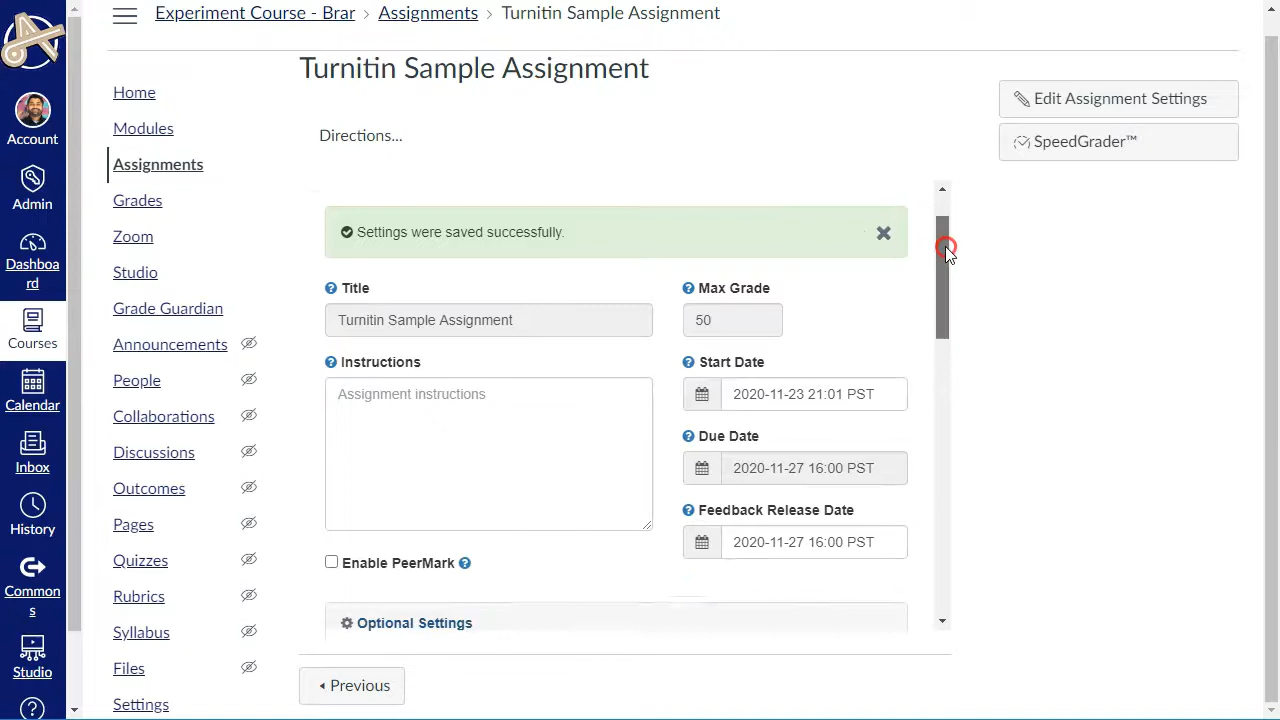 Experiment Course - Brar › Assignments › Turnitin Sample Assignment
Turnitin Sample Assignment
Edit Assignment Settings
SpeedGrader™
Directions...
Account
Admin
Dashboa
rd
Courses
Calendar
Inbox
History
Common
s
Studio
Home
Modules
Assignments
Grades
Zoom
Studio
Grade Guardian
Announcements
People
Collaborations
Discussions
Outcomes
Pages
Quizzes
Rubrics
Syllabus
Files
Settings
Settings were saved successfully.
Title
Turnitin Sample Assignment
Max Grade
50
Instructions
Assignment instructions
Start Date
2020-11-23 21:01 PST
Due Date
2020-11-27 16:00 PST
Feedback Release Date
2020-11-27 16:00 PST
Enable PeerMark
Optional Settings
Previous